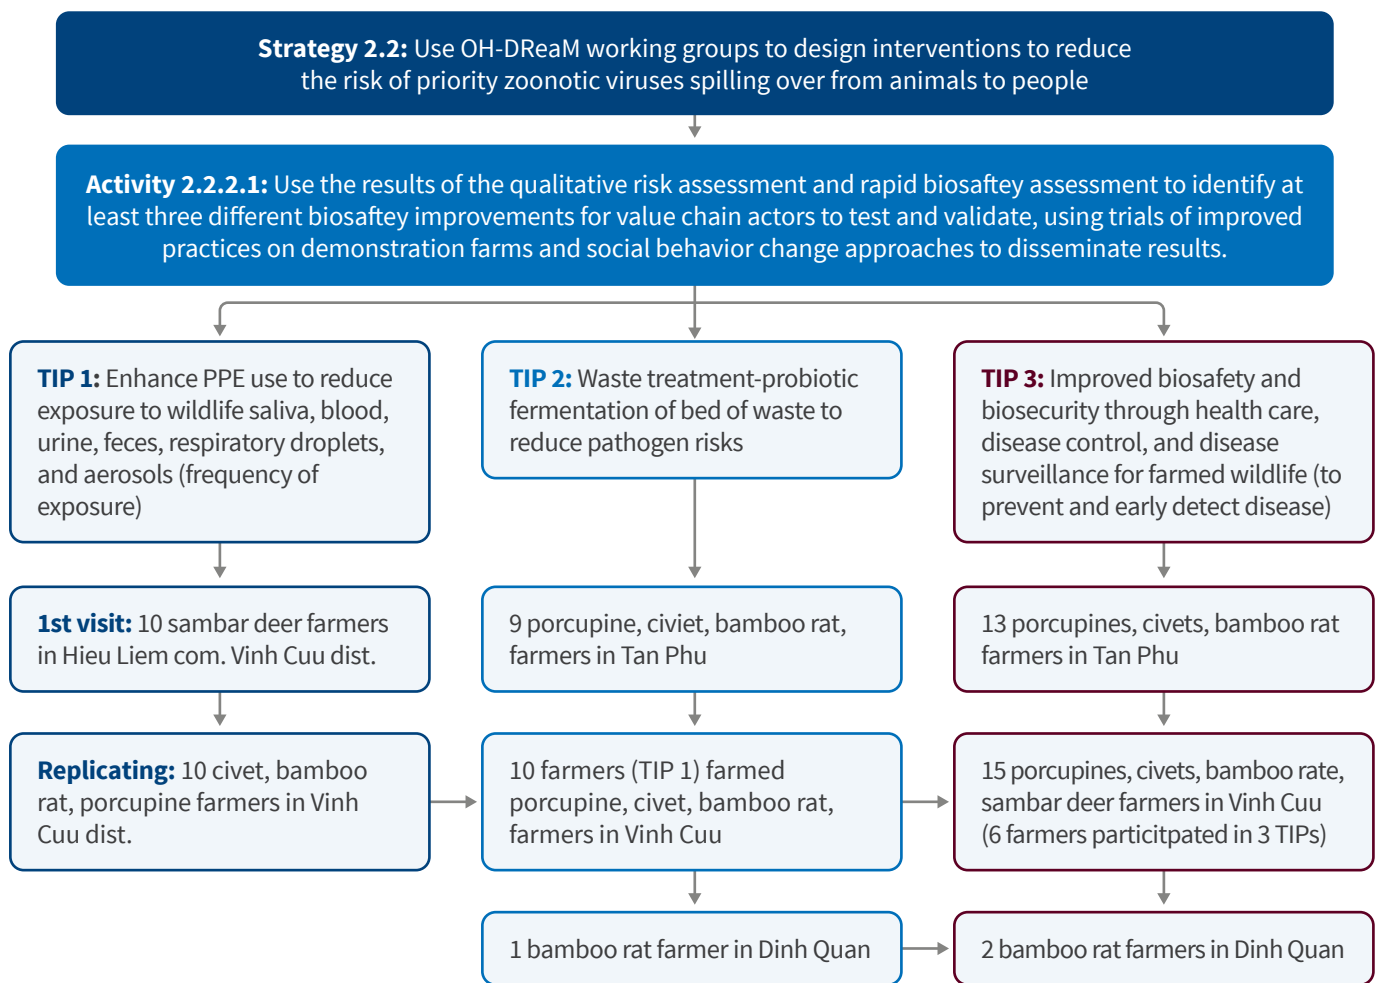 Strategy 2.2: Use OH-DReaM working groups to design interventions to reduce
the risk of priority zoonotic viruses spilling over from animals to people
Activity 2.2.2.1: Use the results of the qualitative risk assessment and rapid biosaftey assessment to identify at
least three different biosaftey improvements for value chain actors to test and validate, using trials of improved
practices on demonstration farms and social behavior change approaches to disseminate results.
TIP 1: Enhance PPE use to reduce
exposure to wildlife saliva, blood,
urine, feces, respiratory droplets,
and aerosols (frequency of
exposure)
TIP 2: Waste treatment-probiotic
fermentation of bed of waste to
reduce pathogen risks
TIP 3: Improved biosafety and
biosecurity through health care,
disease control, and disease
surveillance for farmed wildlife (to
prevent and early detect disease)
1st visit: 10 sambar deer farmers
in Hieu Liem com. Vinh Cuu dist.
9 porcupine, civiet, bamboo rat,
farmers in Tan Phu
13 porcupines, civets, bamboo rat
farmers in Tan Phu
Replicating: 10 civet, bamboo
rat, porcupine farmers in Vinh
Cuu dist.
10 farmers (TIP 1) farmed
porcupine, civet, bamboo rat,
farmers in Vinh Cuu
15 porcupines, civets, bamboo rate,
sambar deer farmers in Vinh Cuu
(6 farmers particitpated in 3 TIPs)
1 bamboo rat farmer in Dinh Quan
2 bamboo rat farmers in Dinh Quan